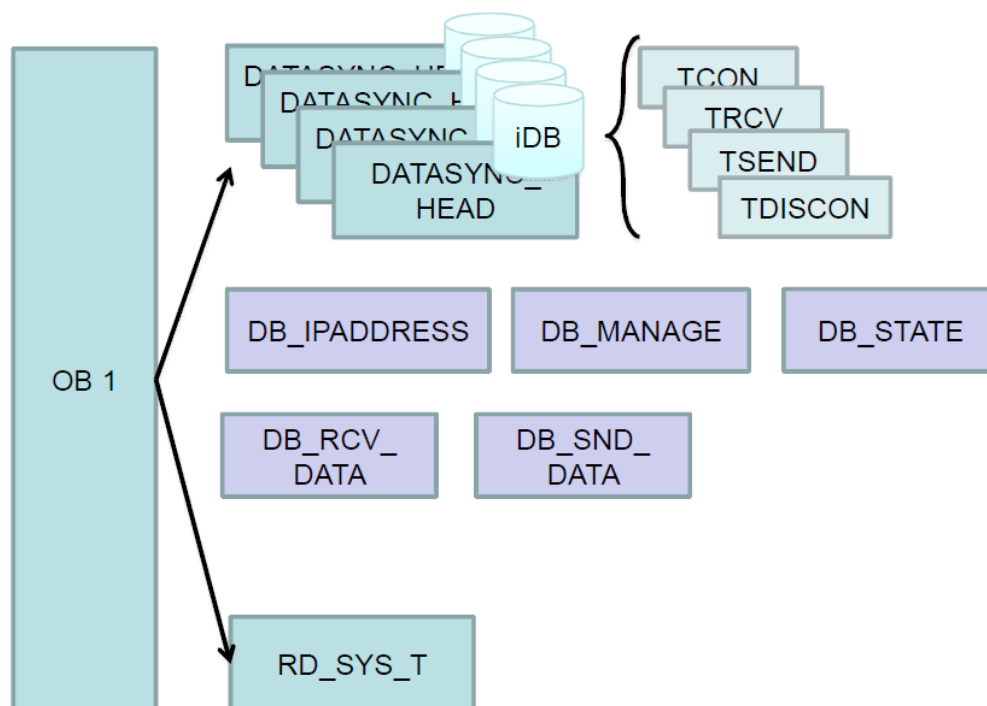 iDB
DATASYNC_
HEAD
TCON
TRCV
TSEND
TDISCON
DB_IPADDRESS
DB_MANAGE
DB_STATE
OB 1
DB_RCV_
DATA
DB_SND_
DATA
RD_SYS_T